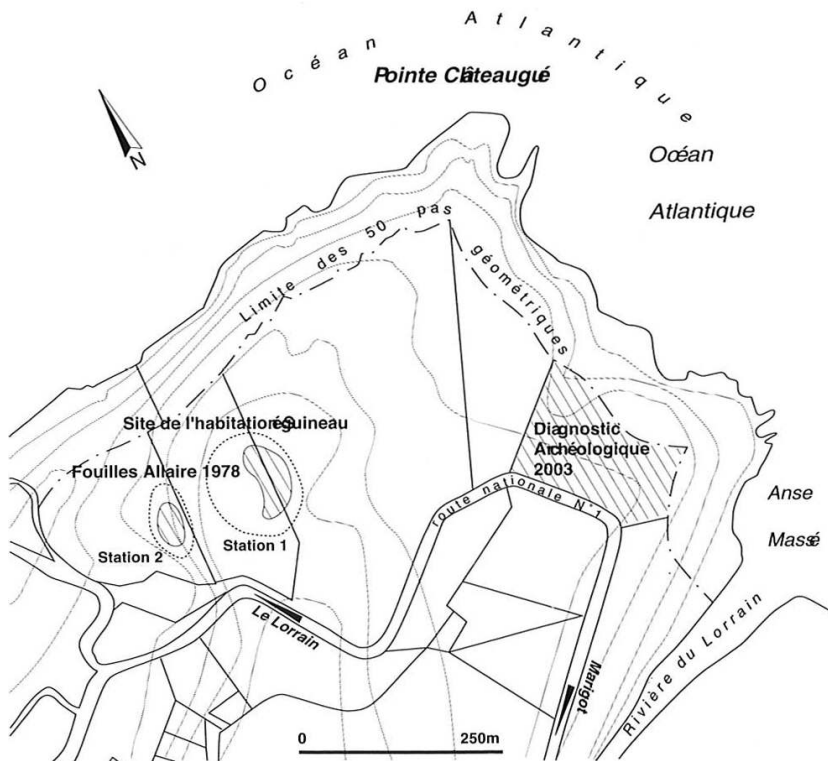 Océan Atlantique
Pointe Châteaugué
Océan
Atlantique
N
Limite des 50 pas géométriques
Site de l'habitation Séguineau
Fouilles Allaire 1978
Diagnostic
Archéologique
2003
route nationale N°1
Anse
Massé
Station 1
Station 2
Le Lorrain
Marigot
Rivière du Lorrain
0 250m